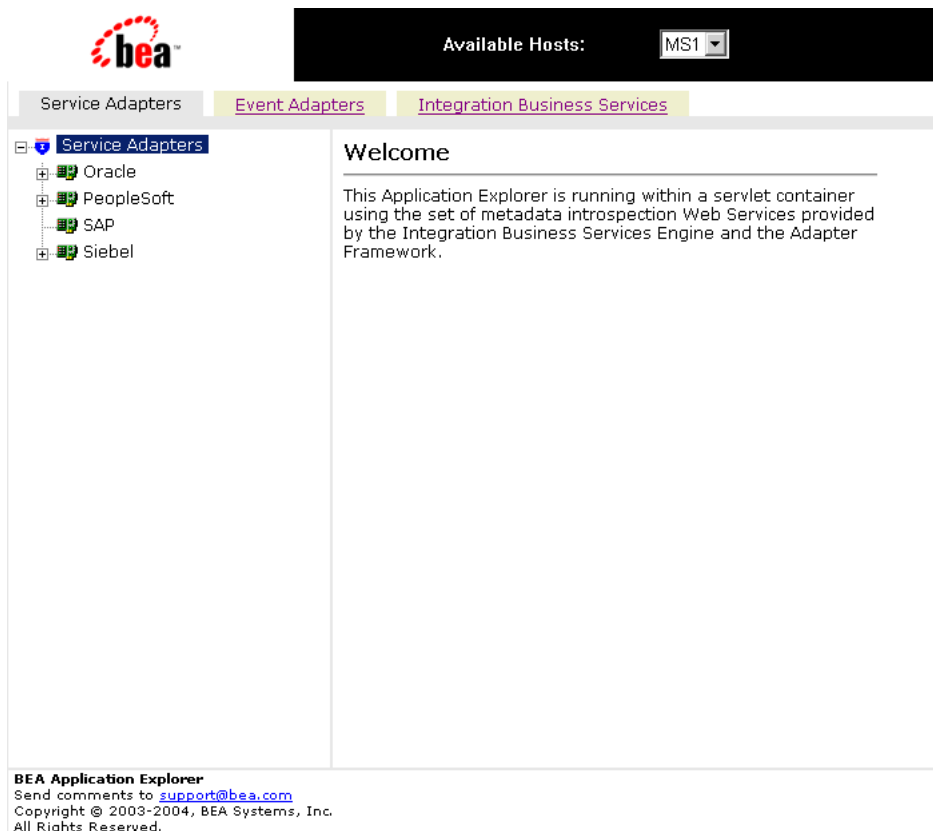 bea™
Available Hosts:
MS1
Service Adapters
Event Adapters
Integration Business Services
Service Adapters
Oracle
PeopleSoft
SAP
Siebel
Welcome
This Application Explorer is running within a servlet container
using the set of metadata introspection Web Services provided
by the Integration Business Services Engine and the Adapter
Framework.
BEA Application Explorer
Send comments to support@bea.com
Copyright © 2003-2004, BEA Systems, Inc.
All Rights Reserved.